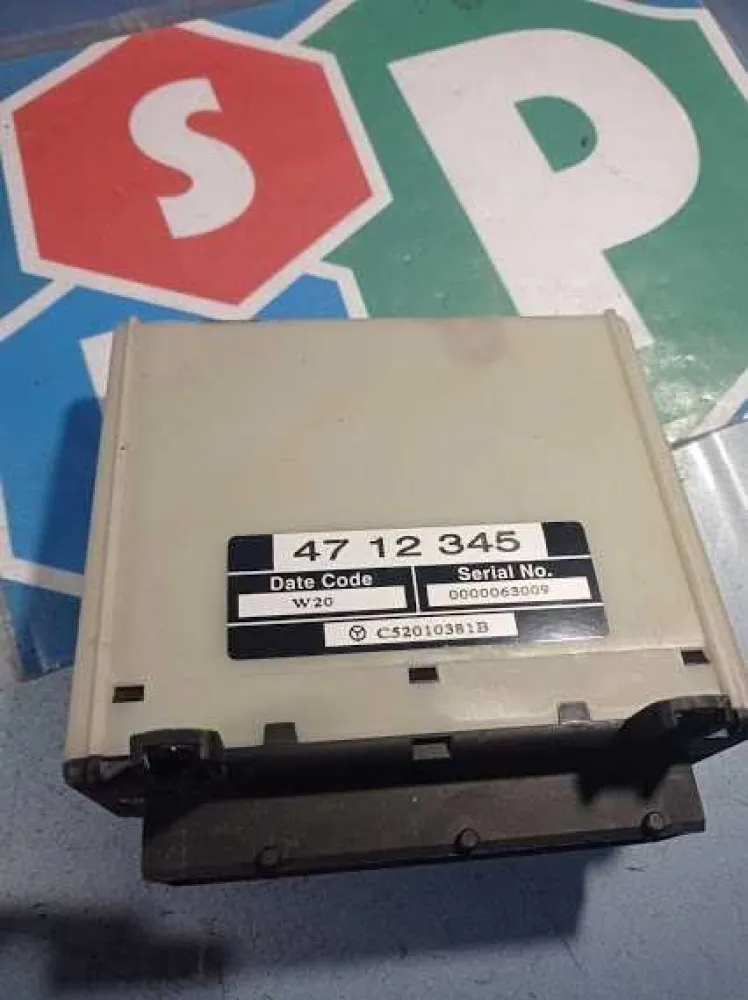 S P
47 12 345
Date Code Serial No.
W20 0000063009
C52010381B